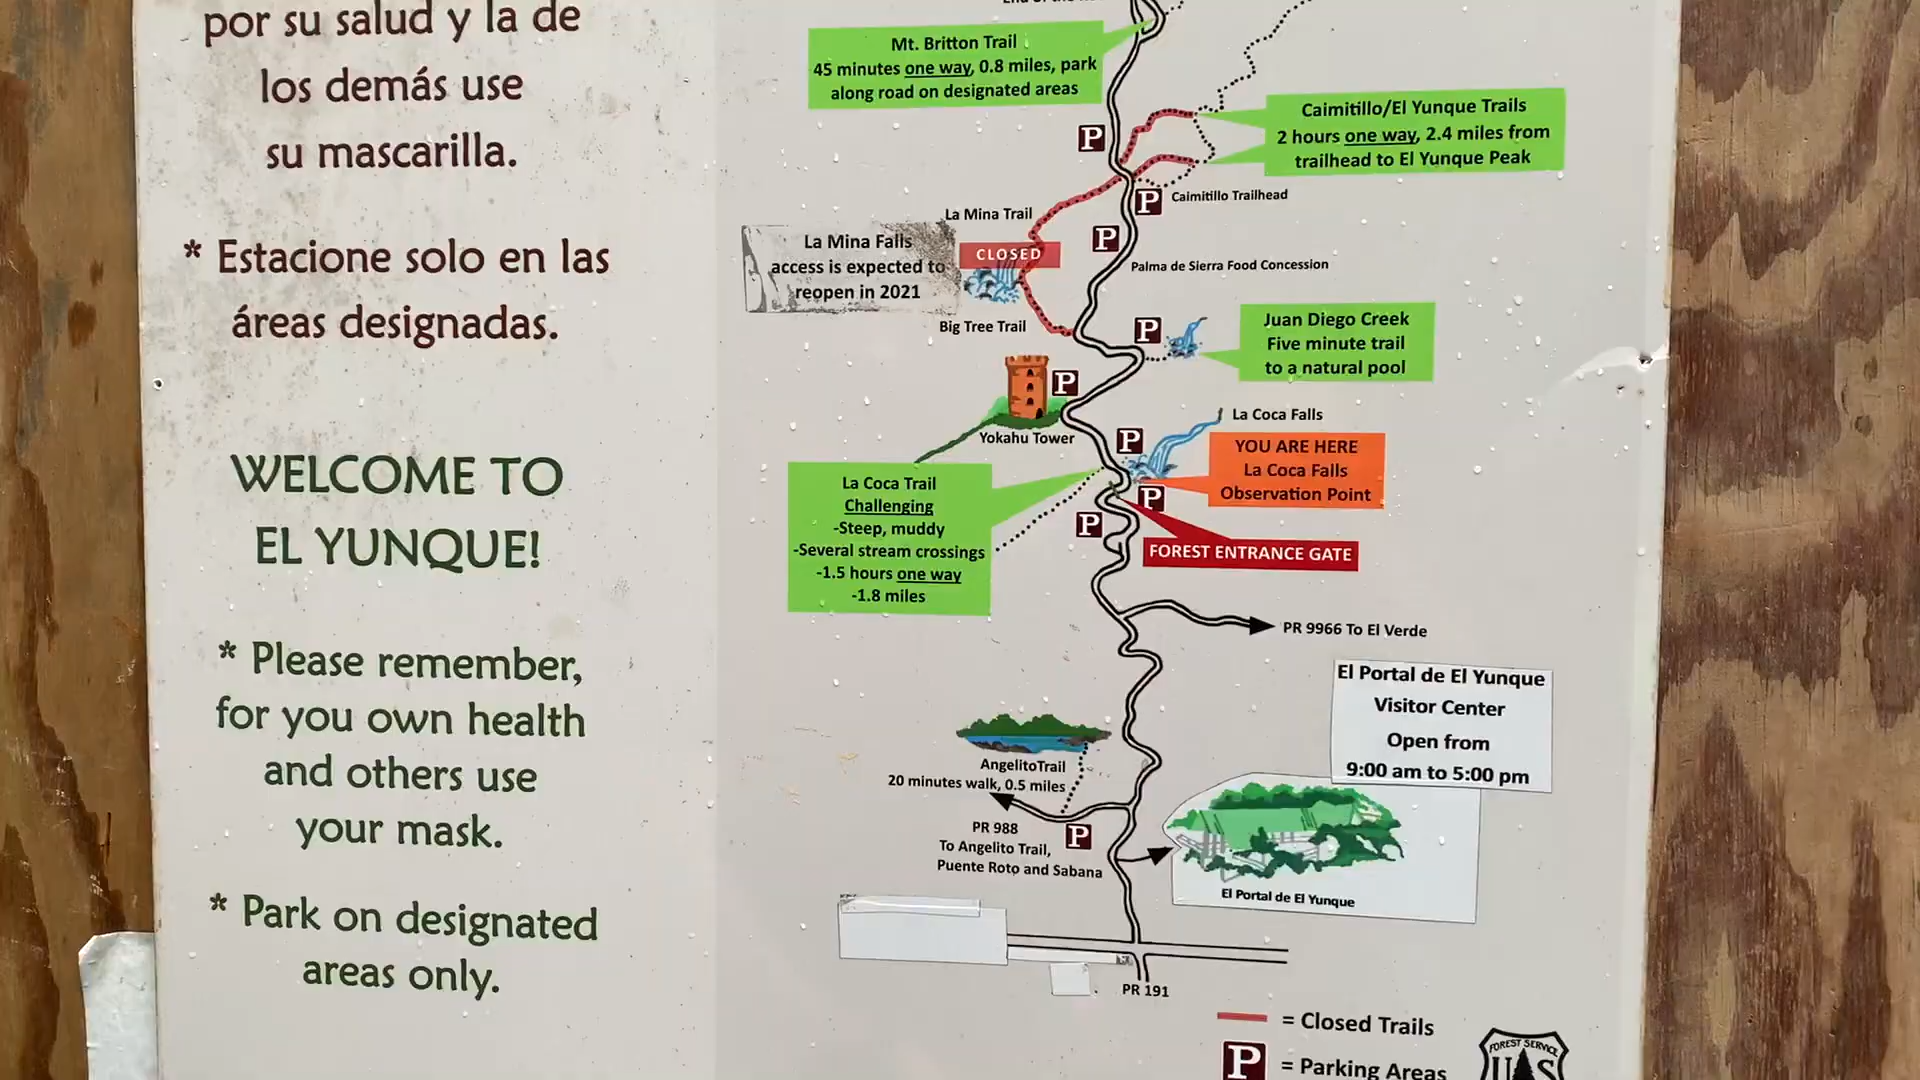 por su salud y la de
los demás use
su mascarilla.
* Estacione solo en las
áreas designadas.
WELCOME TO
EL YUNQUE!
* Please remember,
for you own health
and others use
your mask.
* Park on designated
areas only.
Mt. Britton Trail
45 minutes one way, 0.8 miles, park
along road on designated areas
Caimitillo/El Yunque Trails
2 hours one way, 2.4 miles from
trailhead to El Yunque Peak
P
P
Caimitillo Trailhead
La Mina Trail
La Mina Falls
access is expected to
reopen in 2021
CLOSED
P
Palma de Sierra Food Concession
Big Tree Trail
P
Juan Diego Creek
Five minute trail
to a natural pool
P
Yokahu Tower
La Coca Falls
P
YOU ARE HERE
La Coca Falls
Observation Point
La Coca Trail
Challenging
-Steep, muddy
-Several stream crossings
-1.5 hours one way
-1.8 miles
P
P
FOREST ENTRANCE GATE
PR 9966 To El Verde
El Portal de El Yunque
Visitor Center
Open from
9:00 am to 5:00 pm
AngelitoTrail
20 minutes walk, 0.5 miles
PR 988
To Angelito Trail,
Puente Roto and Sabana
P
El Portal de El Yunque
PR 191
= Closed Trails
P = Parking Areas
FOREST SERVICE
U S